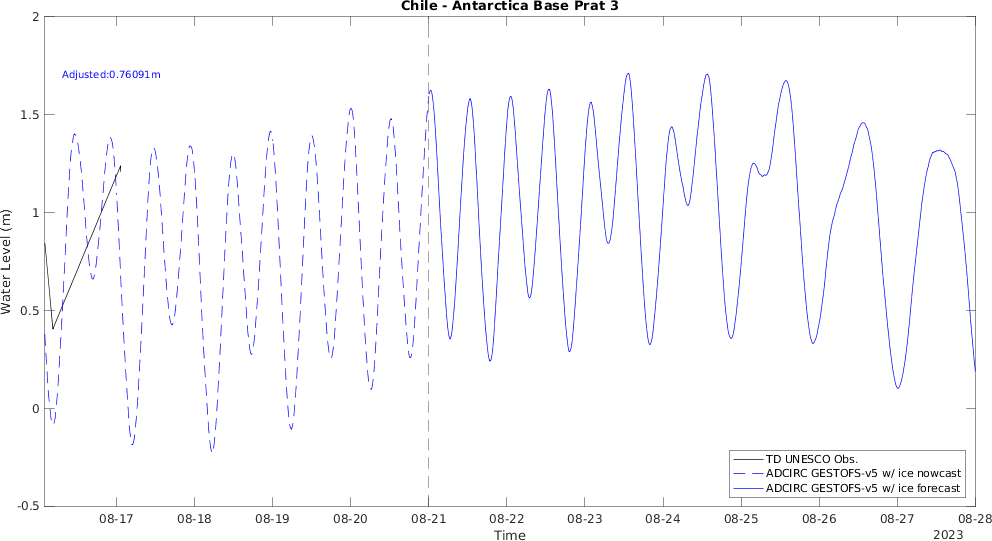 Chile - Antarctica Base Prat 3
2
Adjusted:0.76091m
1.5
1
0.5
0
-0.5
Water Level (m)
TD UNESCO Obs.
ADCIRC GESTOFS-v5 w/ ice nowcast
ADCIRC GESTOFS-v5 w/ ice forecast
08-17 08-18 08-19 08-20 08-21 08-22 08-23 08-24 08-25 08-26 08-27 08-28
Time
2023